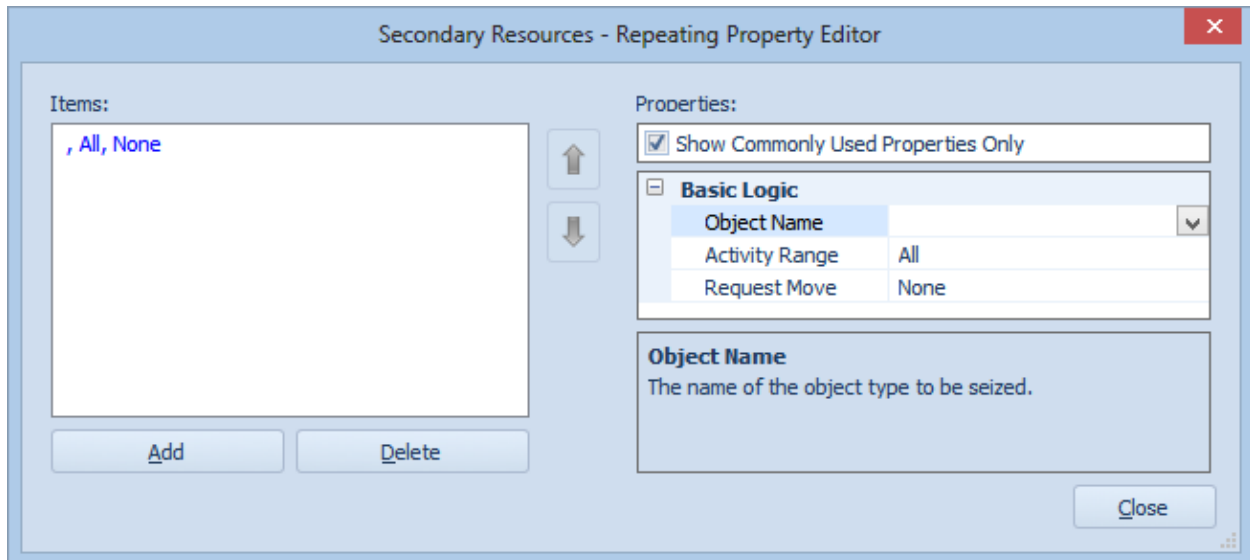 Secondary Resources - Repeating Property Editor
Items:
, All, None
Add
Delete
Properties:
Show Commonly Used Properties Only
Basic Logic
Object Name
Activity Range All
Request Move None
Object Name
The name of the object type to be seized.
Close